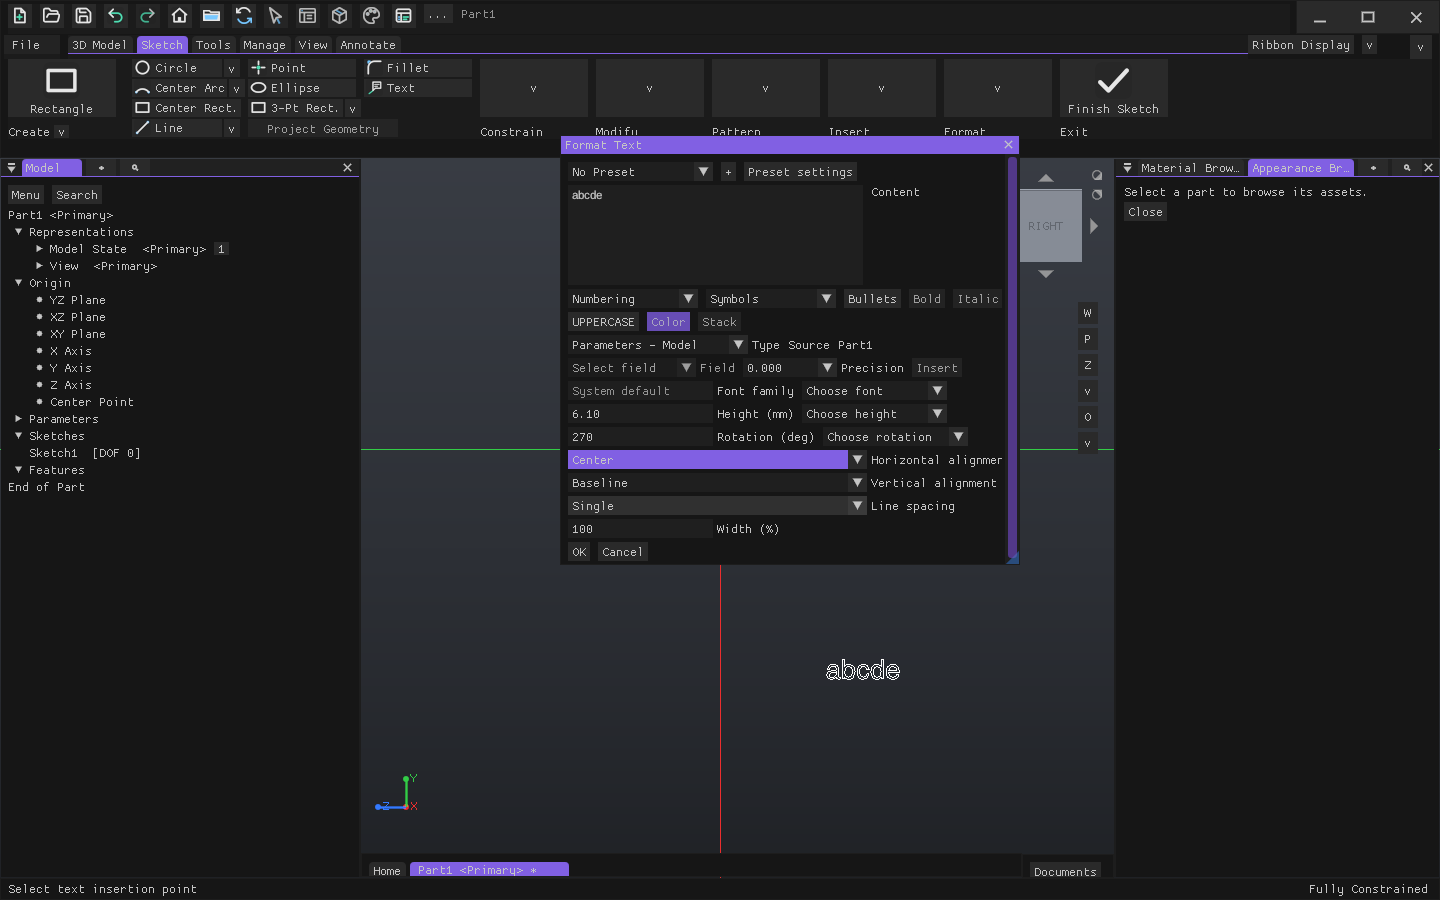 ... Part1
File 3D Model Sketch Tools Manage View Annotate Ribbon Display v v
Circle v Point Fillet
Center Arc v Ellipse Text v v v v v
Rectangle Center Rect. 3-Pt Rect. v Finish Sketch
Create v Line v Project Geometry Constrain Modify Pattern Insert Format Exit
Format Text
Model
Material Brow… Appearance Br…
Menu Search
Select a part to browse its assets.
Close
Part1 <Primary>
Representations
Model State <Primary> 1
View <Primary>
Origin
YZ Plane
XZ Plane
XY Plane
X Axis
Y Axis
Z Axis
Center Point
Parameters
Sketches
Sketch1 [DOF 0]
Features
End of Part
No Preset + Preset settings
abcde Content
Numbering Symbols Bullets Bold Italic
UPPERCASE Color Stack
Parameters - Model Type Source Part1
Select field Field 0.000 Precision Insert
System default Font family Choose font
6.10 Height (mm) Choose height
270 Rotation (deg) Choose rotation
Center Horizontal alignmen
Baseline Vertical alignment
Single Line spacing
100 Width (%)
OK Cancel
RIGHT
W
P
Z
v
O
v
abcde
Y
Z X
Home Part1 <Primary> * Documents
Select text insertion point Fully Constrained